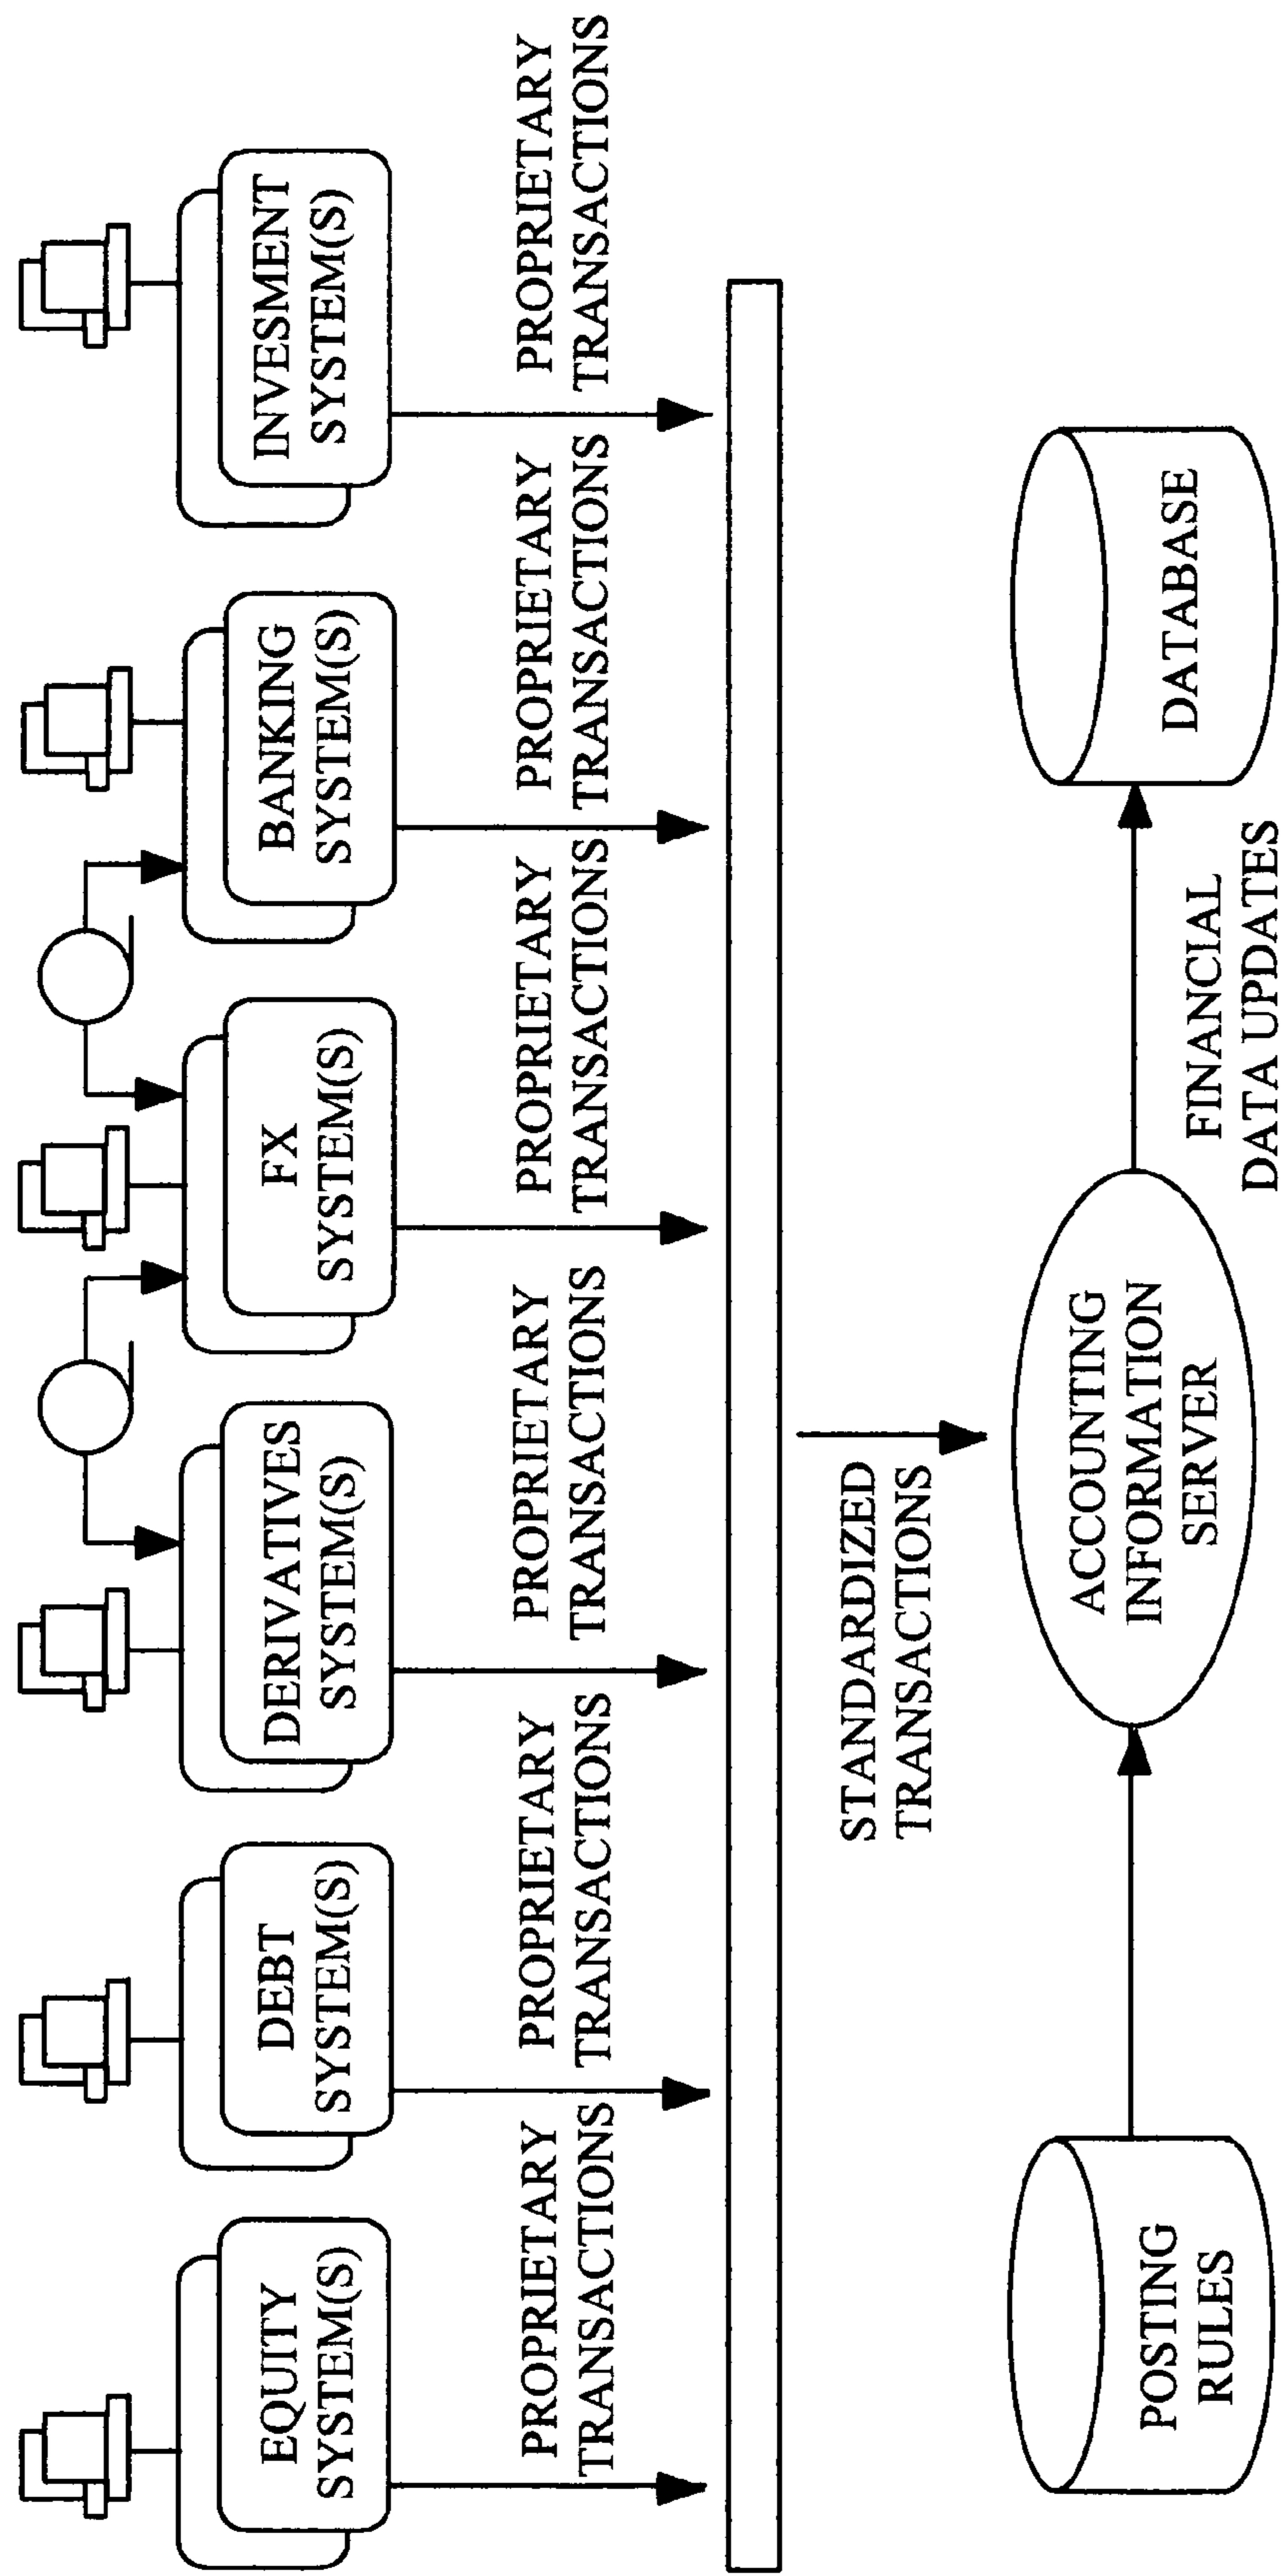 EQUITY
SYSTEM(S)
DEBT
SYSTEM(S)
DERIVATIVES
SYSTEM(S)
FX
SYSTEM(S)
BANKING
SYSTEM(S)
INVESMENT
SYSTEM(S)
PROPRIETARY
TRANSACTIONS
PROPRIETARY
TRANSACTIONS
PROPRIETARY
TRANSACTIONS
PROPRIETARY
TRANSACTIONS
PROPRIETARY
TRANSACTIONS
PROPRIETARY
TRANSACTIONS
STANDARDIZED
TRANSACTIONS
POSTING
RULES
ACCOUNTING
INFORMATION
SERVER
FINANCIAL
DATA UPDATES
DATABASE